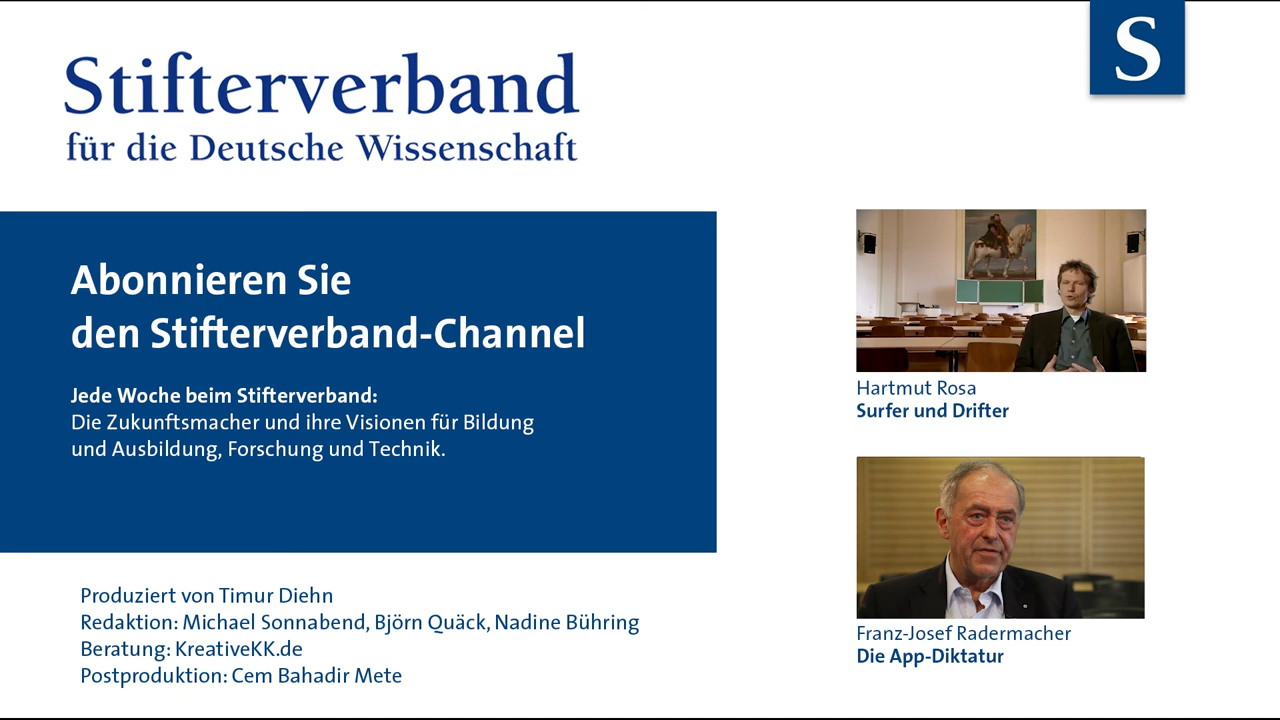 Stifterverband
für die Deutsche Wissenschaft
S
Abonnieren Sie
den Stifterverband-Channel
Jede Woche beim Stifterverband:
Die Zukunftsmacher und ihre Visionen für Bildung
und Ausbildung, Forschung und Technik.
Hartmut Rosa
Surfer und Drifter
Franz-Josef Radermacher
Die App-Diktatur
Produziert von Timur Diehn
Redaktion: Michael Sonnabend, Björn Quäck, Nadine Bühring
Beratung: KreativeKK.de
Postproduktion: Cem Bahadir Mete